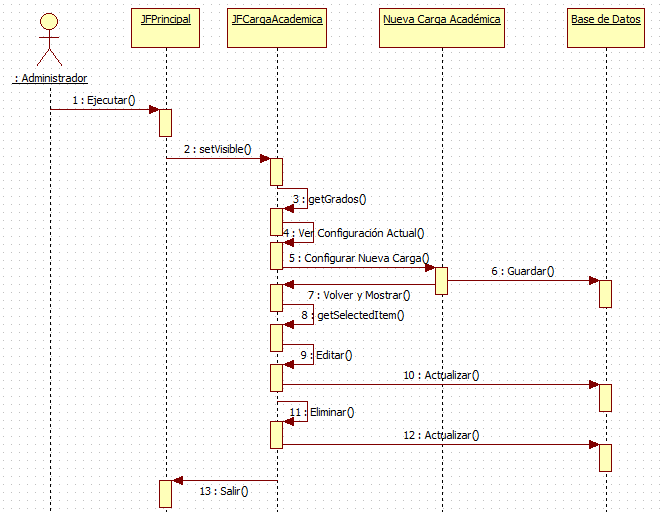 JFPrincipal
JFCargaAcademica
Nueva Carga Académica
Base de Datos
: Administrador
1 : Ejecutar()
2 : setVisible()
3 : getGrados()
4 : Ver Configuración Actual()
5 : Configurar Nueva Carga()
6 : Guardar()
7 : Volver y Mostrar()
8 : getSelectedItem()
9 : Editar()
10 : Actualizar()
11 : Eliminar()
12 : Actualizar()
13 : Salir()